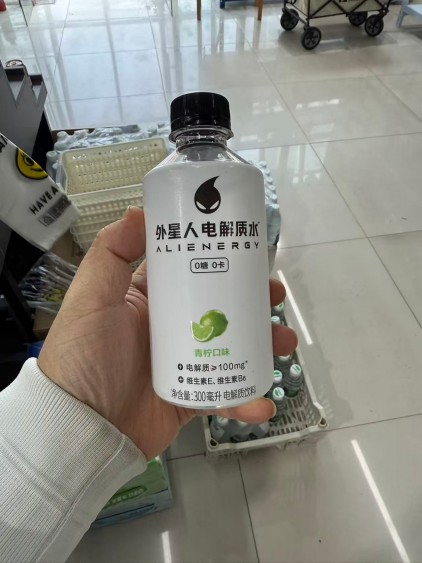 外星人电解质水
ALIENERGY
0糖 0卡
青柠口味
电解质≥100mg*
+ 维生素E、维生素B6
净含量:300毫升 电解质饮料
HAVE A